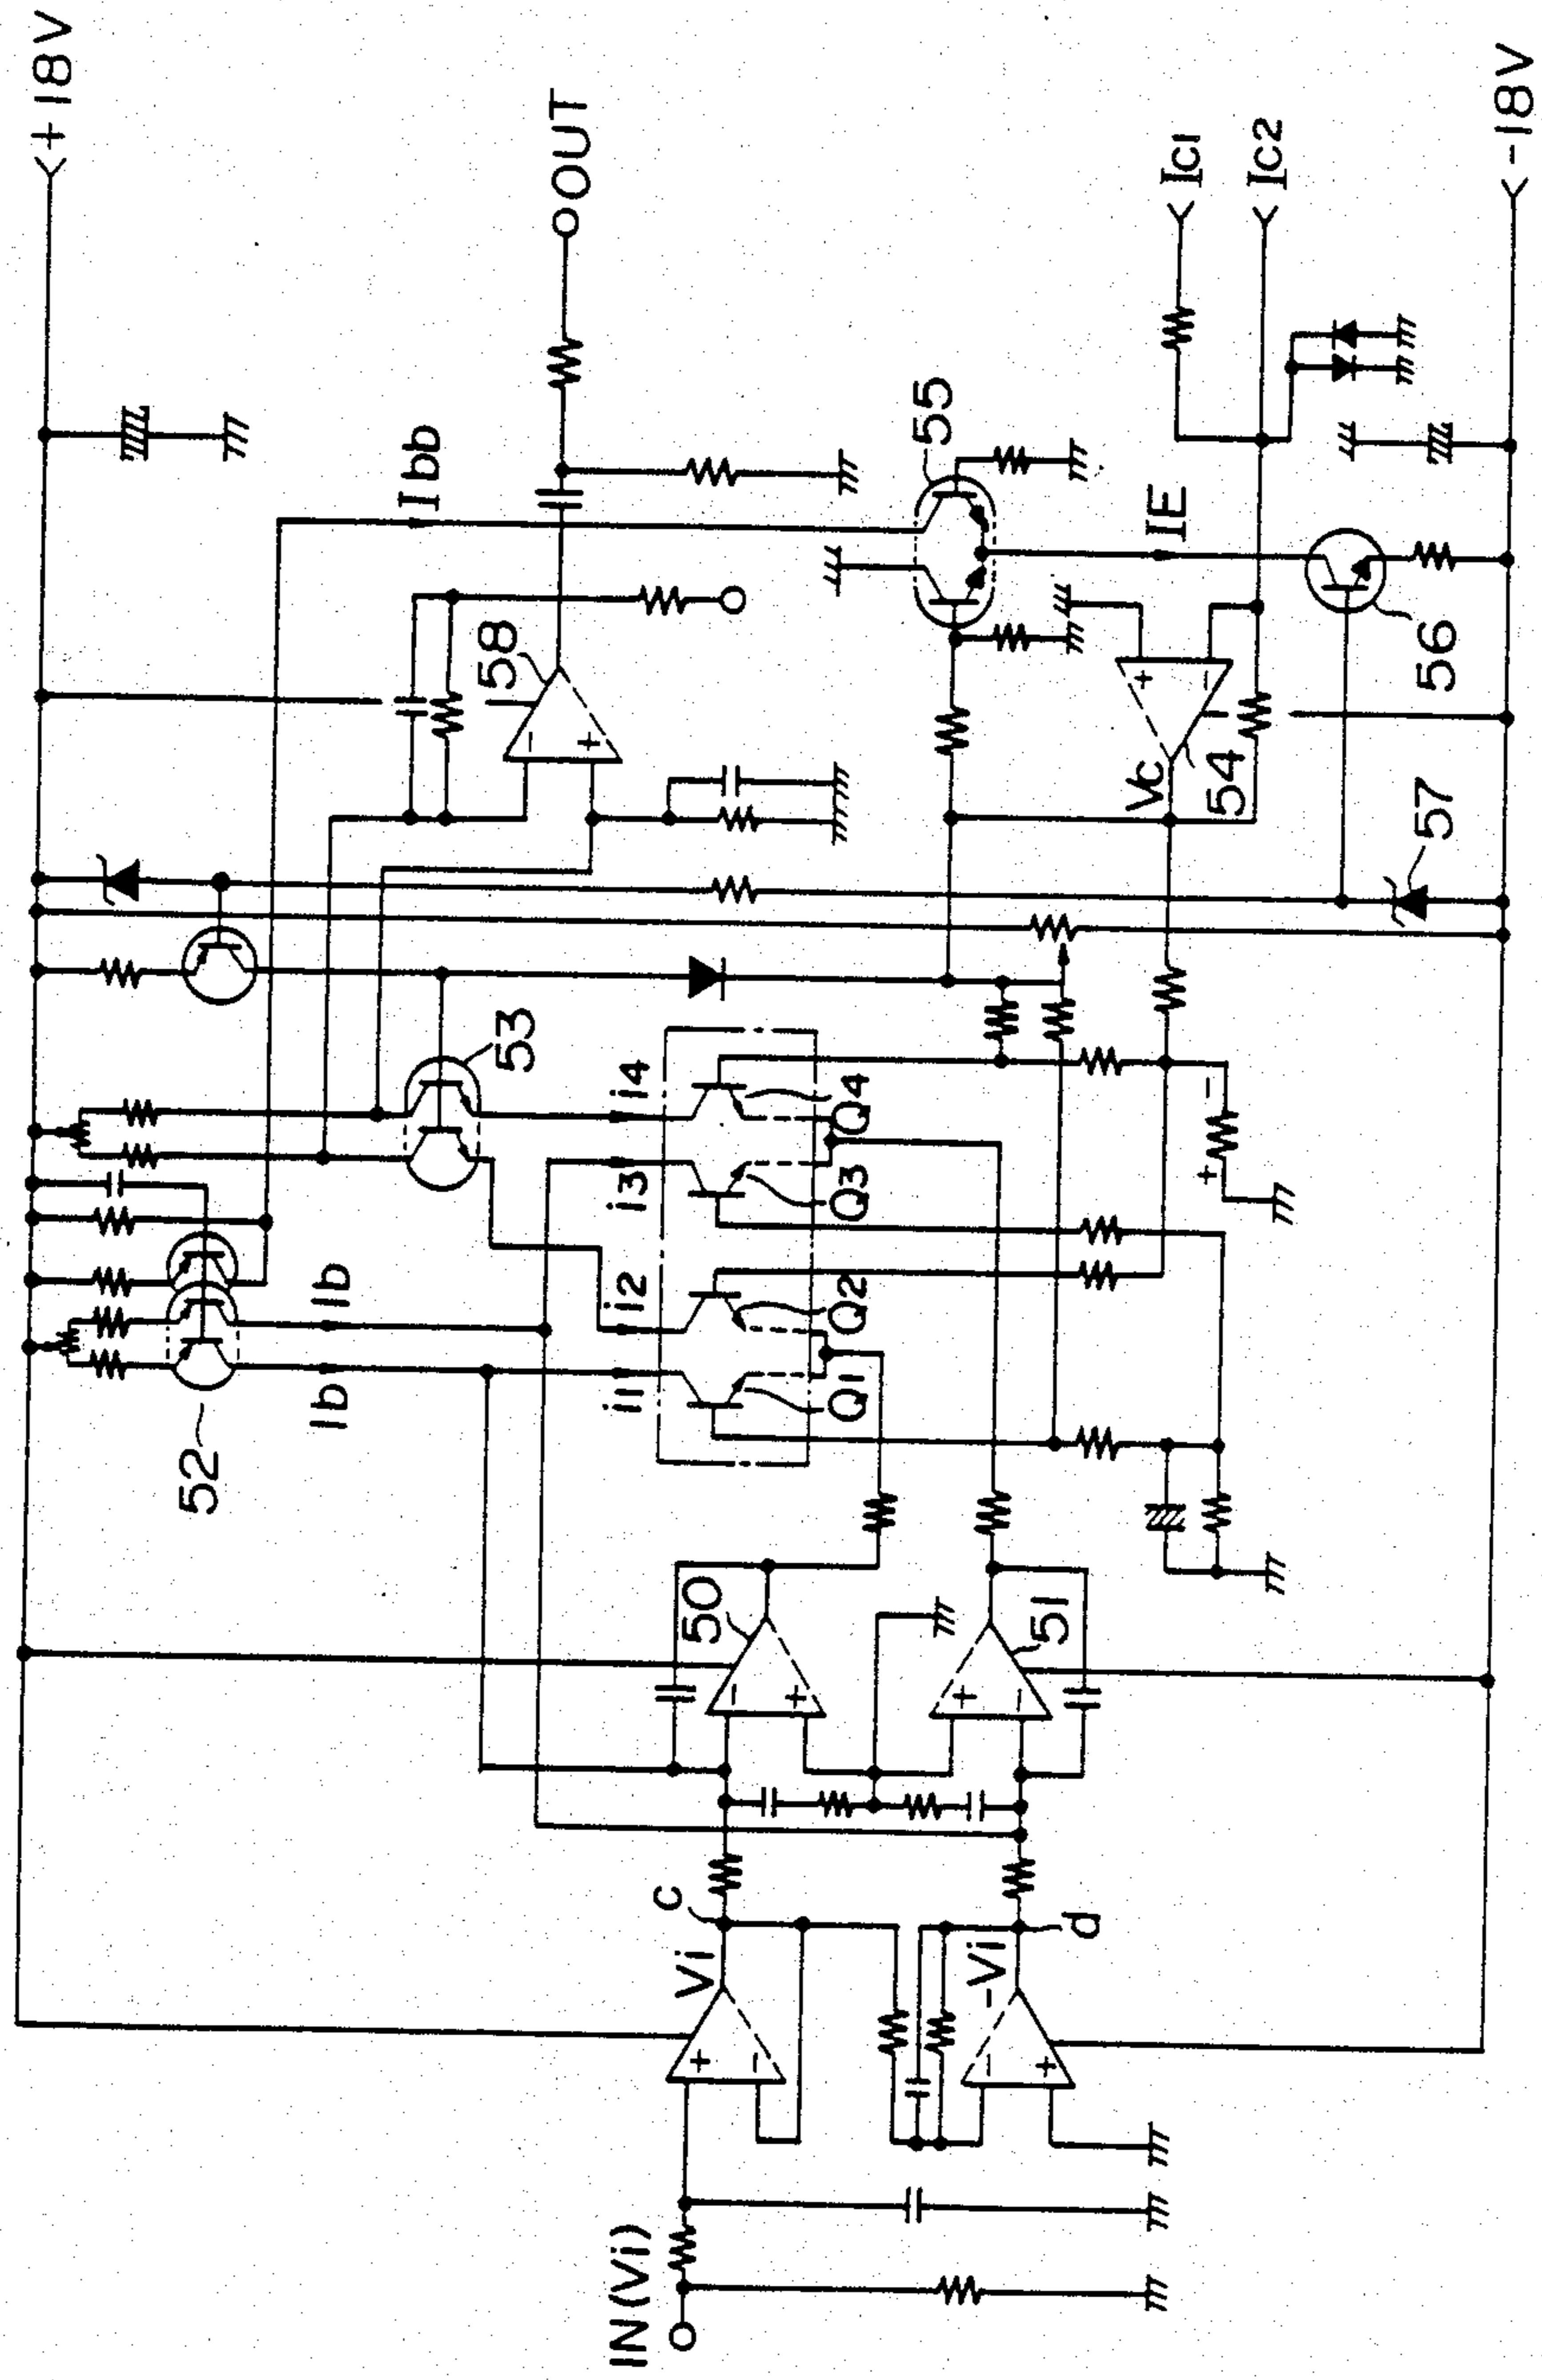 +18V
-18V
IN(Vi)
OUT
Vi
-Vi
c
d
50
51
52
53
54
55
56
57
58
Ib
Ib
Ibb
i1
i2
i3
i4
Q1
Q2
Q3
Q4
Vc
IE
Ic1
Ic2
+
-
+
-
+
-
+
-
+
-
+
-
+
-